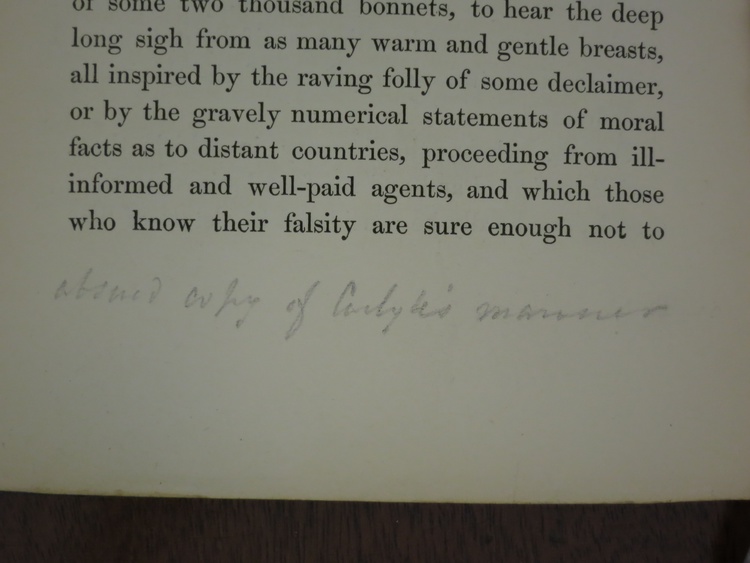 of some two thousand bonnets, to hear the deep
long sigh from as many warm and gentle breasts,
all inspired by the raving folly of some declaimer,
or by the gravely numerical statements of moral
facts as to distant countries, proceeding from ill-
informed and well-paid agents, and which those
who know their falsity are sure enough not to
absurd copy of Carlyle's manner